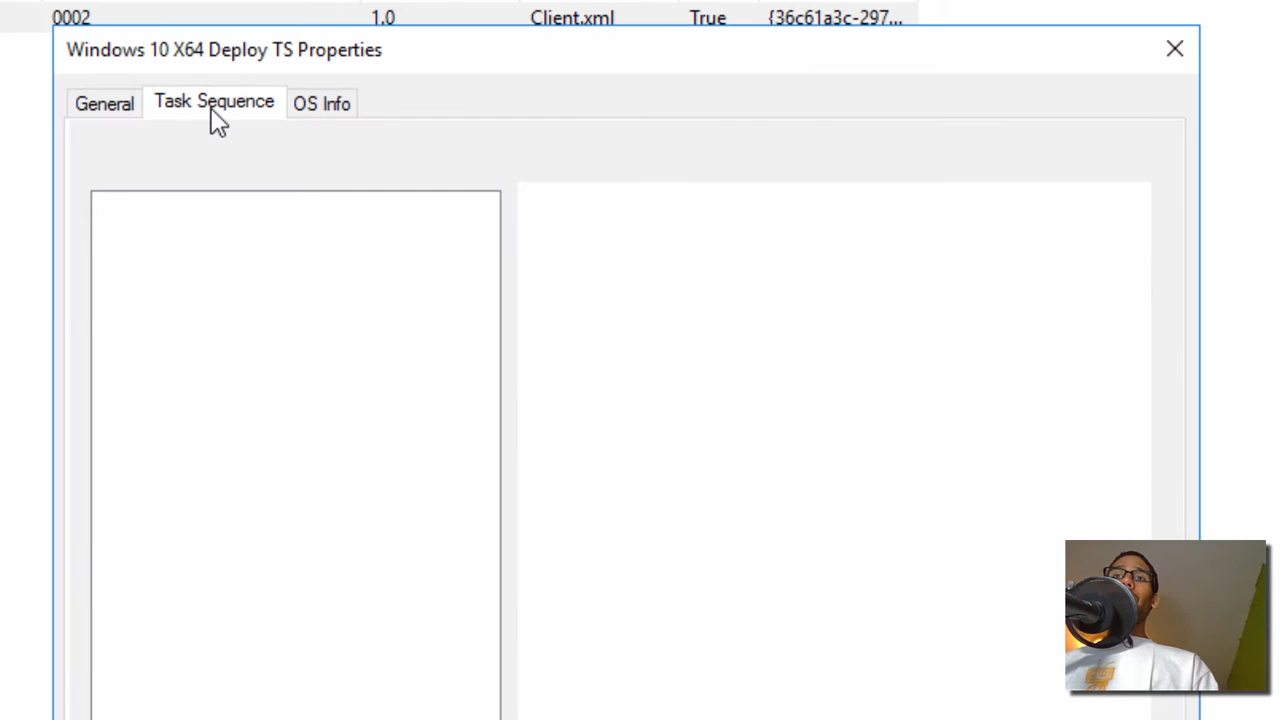 0002 1.0 Client.xml True {36c61a3c-297...
Windows 10 X64 Deploy TS Properties
General Task Sequence OS Info